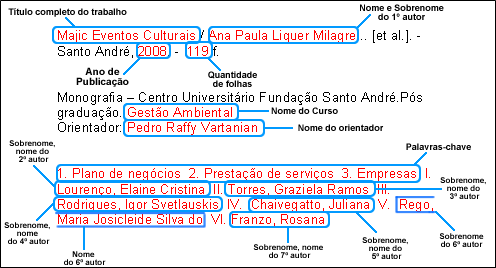 Título completo do trabalho
Nome e Sobrenome
do 1º autor
Majic Eventos Culturais / Ana Paula Liquer Milagre.. [et al.]. -
Santo André, 2008 - 119 f.
Ano de
Publicação
Quantidade
de folhas
Monografia – Centro Universitário Fundação Santo André.Pós
graduação. Gestão Ambiental
Nome do Curso
Orientador: Pedro Raffy Vartanian
Nome do orientador
Palavras-chave
Sobrenome,
nome do
2º autor
1. Plano de negócios 2. Prestação de serviços 3. Empresas I.
Lourenço, Elaine Cristina II. Torres, Graziela Ramos III.
Sobrenome,
nome do
3º autor
Rodriques, Igor Svetlauskis IV. Chaivegatto, Juliana V. Rego,
Maria Josicleide Silva do VI. Franzo, Rosana
Sobrenome,
nome
do 4º autor
Nome
do 6º autor
Sobrenome, nome
do 7º autor
Sobrenome,
nome do
5º autor
Sobrenome
do 6º autor